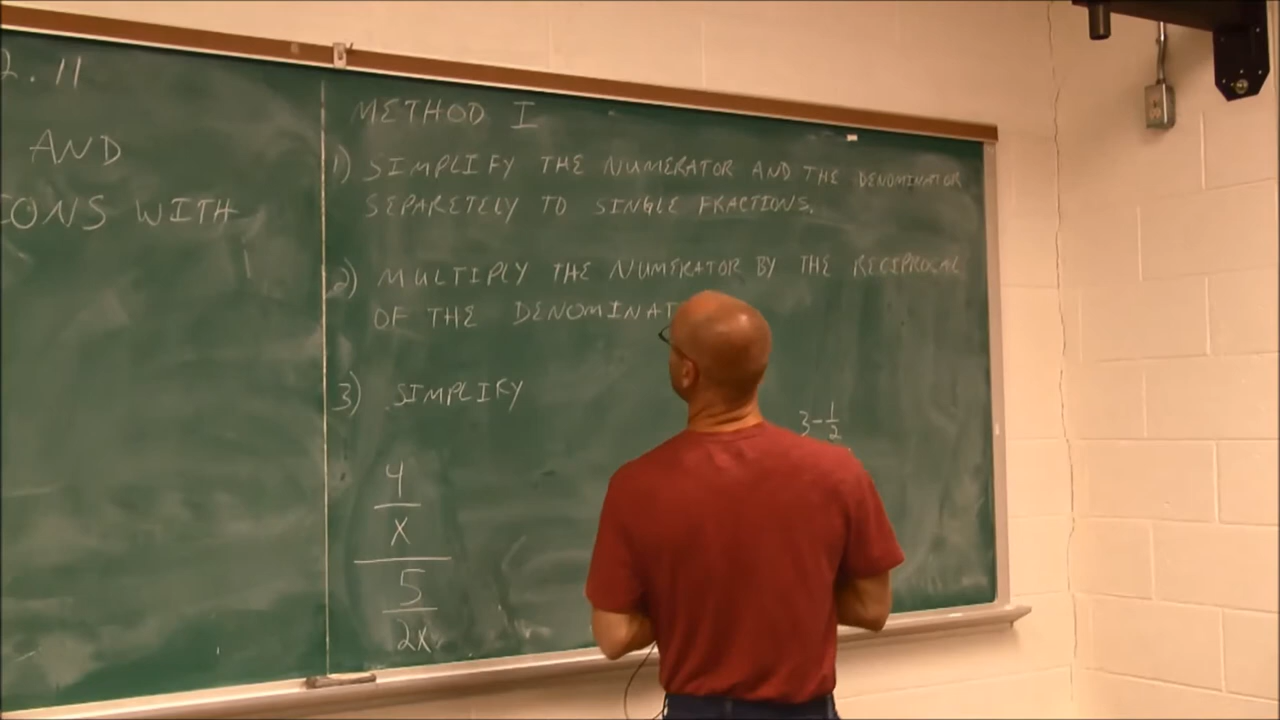 2.11
AND
IONS WITH
METHOD I
1) SIMPLIFY THE NUMERATOR AND THE DENOMINATOR
SEPARETELY TO SINGLE FRACTIONS.
2) MULTIPLY THE NUMERATOR BY THE RECIPROCAL
OF THE DENOMINAT
3) SIMPLIFY
4
x
5
2x
3-1/2